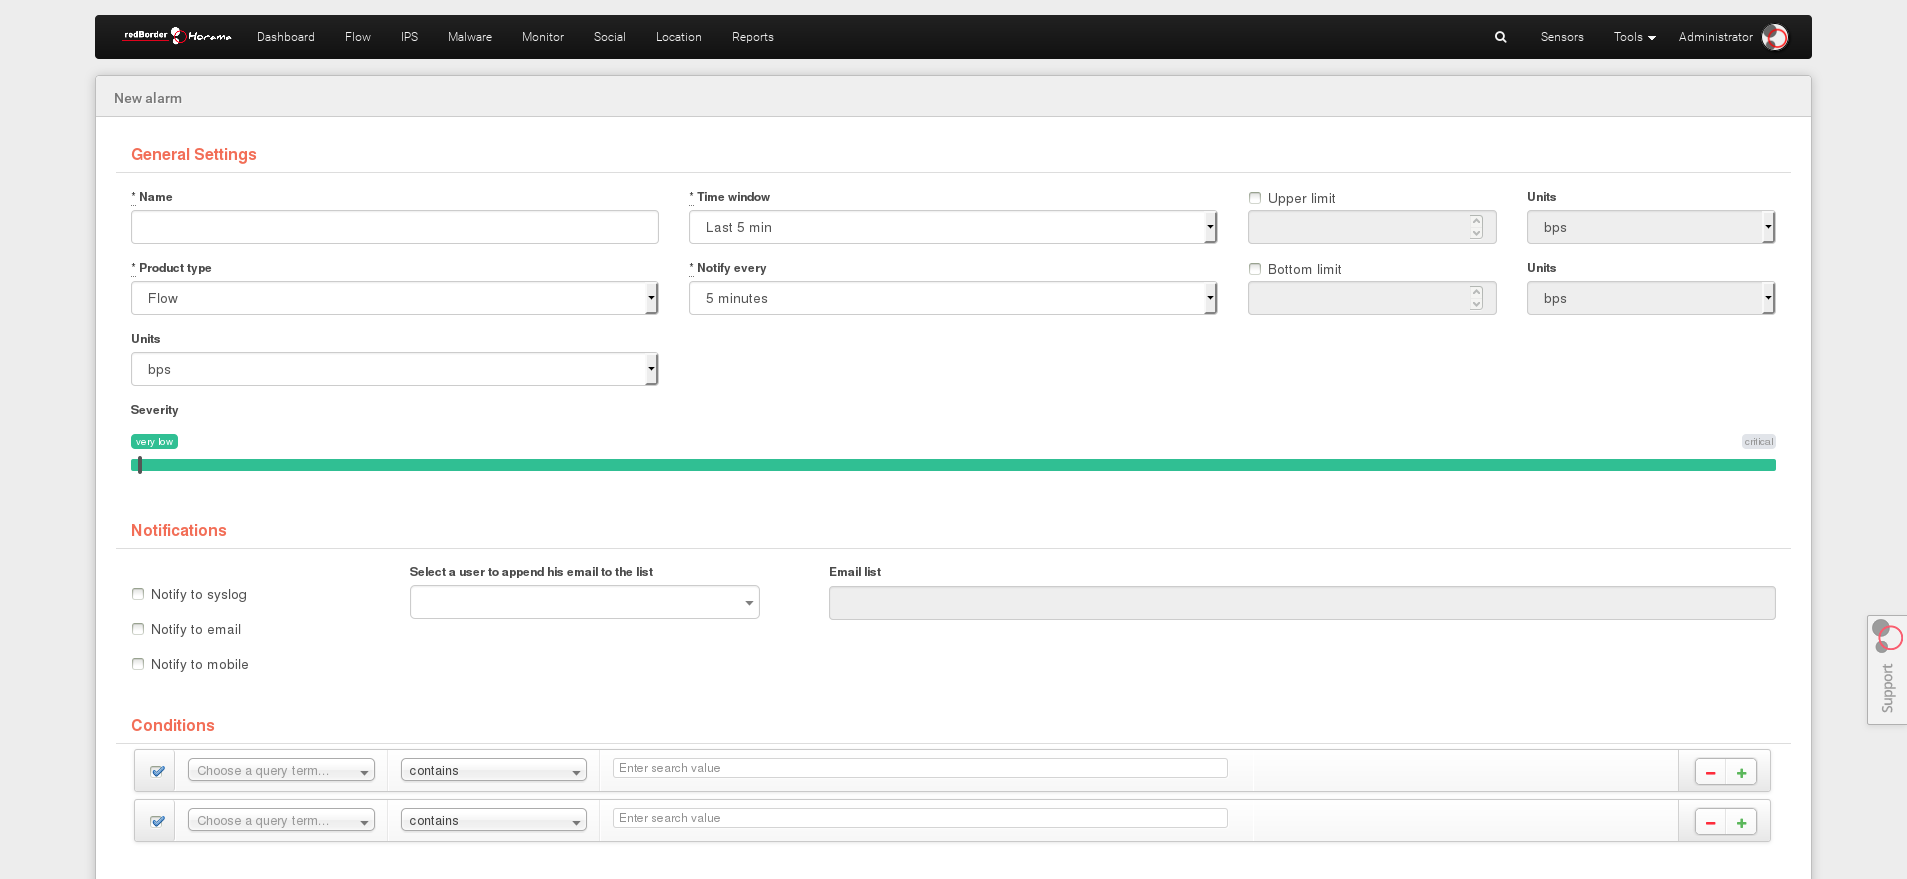 redBorder Horama Dashboard Flow IPS Malware Monitor Social Location Reports Sensors Tools Administrator
New alarm
General Settings
* Name * Time window Upper limit Units
Last 5 min bps
* Product type * Notify every Bottom limit Units
Flow 5 minutes bps
Units
bps
Severity
very low critical
Notifications
Select a user to append his email to the list Email list
Notify to syslog
Notify to email
Notify to mobile
Support
Conditions
Choose a query term... contains Enter search value
Choose a query term... contains Enter search value